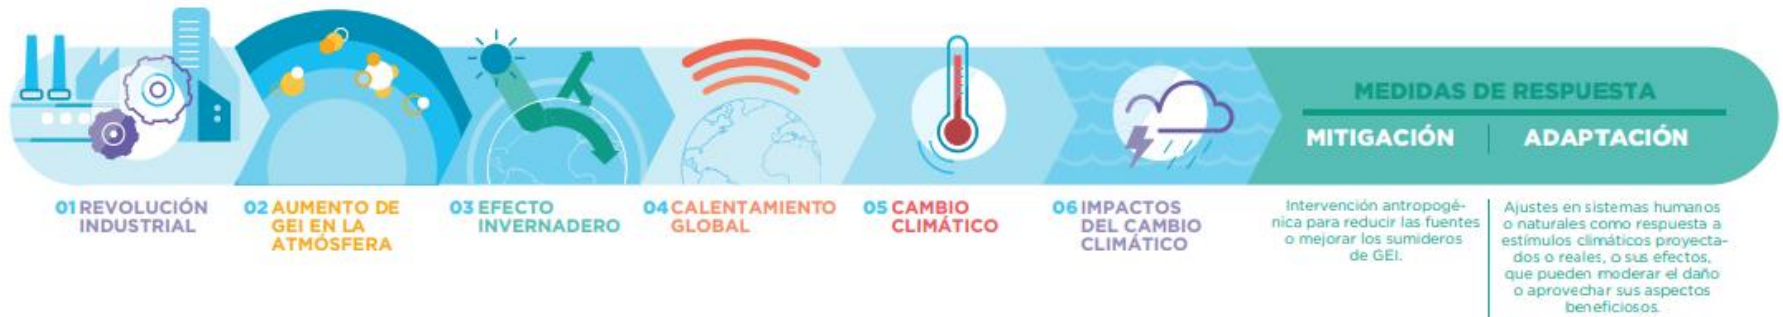 MEDIDAS DE RESPUESTA
MITIGACIÓN
ADAPTACIÓN
01 REVOLUCIÓN
INDUSTRIAL
02 AUMENTO DE
GEI EN LA
ATMÓSFERA
03 EFECTO
INVERNADERO
04 CALENTAMIENTO
GLOBAL
05 CAMBIO
CLIMÁTICO
06 IMPACTOS
DEL CAMBIO
CLIMÁTICO
Intervención antropogé-
nica para reducir las fuentes
o mejorar los sumideros
de GEI.
Ajustes en sistemas humanos
o naturales como respuesta a
estímulos climáticos proyecta-
dos o reales, o sus efectos,
que pueden moderar el daño
o aprovechar sus aspectos
beneficiosos.